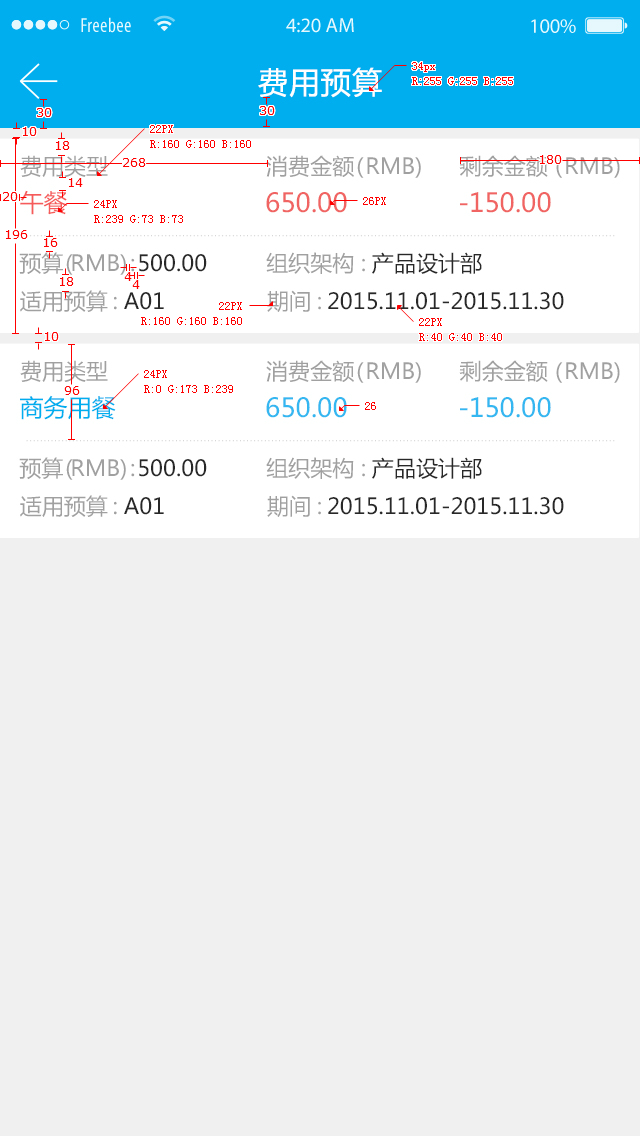 Freebee 4:20 AM 100%
费用预算
34px
R:255 G:255 B:255
30
30
10
22PX
R:160 G:160 B:160
18
费用类型 消费金额(RMB) 剩余金额 (RMB)
268
180
14
20
午餐 650.00 -150.00
24PX
R:239 G:73 B:73
26PX
196
16
预算(RMB):500.00 组织架构 : 产品设计部
18
4
4
适用预算 : A01 期间 : 2015.11.01-2015.11.30
22PX
R:160 G:160 B:160
22PX
R:40 G:40 B:40
10
费用类型 消费金额(RMB) 剩余金额 (RMB)
24PX
R:0 G:173 B:239
96
商务用餐 650.00 -150.00
26
预算(RMB):500.00 组织架构 : 产品设计部
适用预算 : A01 期间 : 2015.11.01-2015.11.30